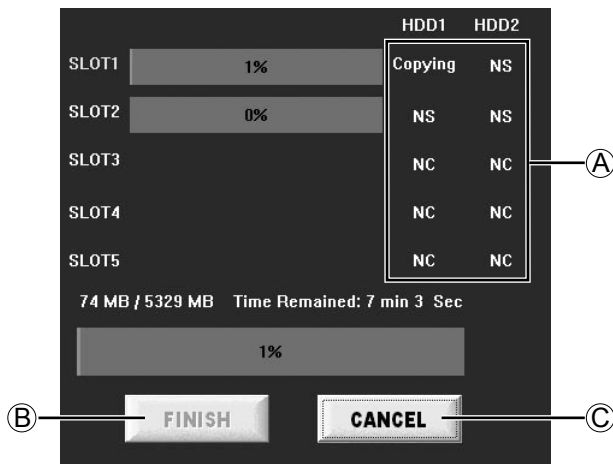 HDD1 HDD2
SLOT1 1% Copying NS
SLOT2 0% NS NS
SLOT3 NC NC
A
SLOT4 NC NC
SLOT5 NC NC
74 MB / 5329 MB Time Remained: 7 min 3 Sec
1%
B FINISH CANCEL C